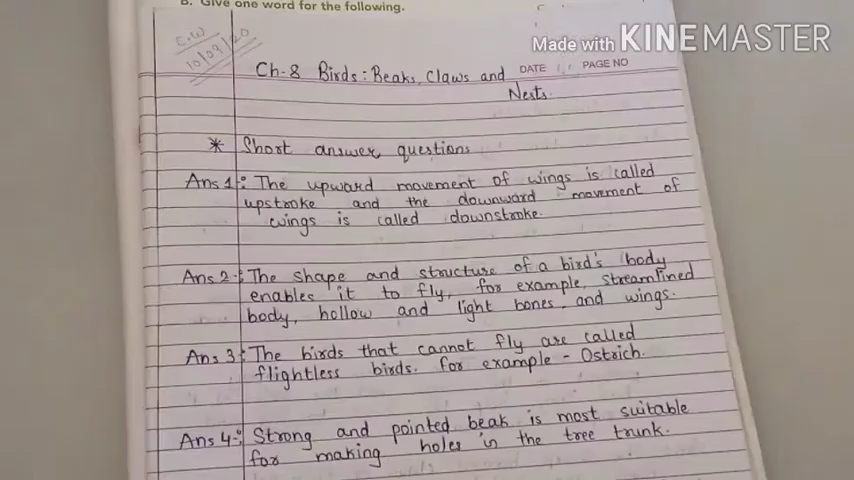 B. Give one word for the following.
Made with KINEMASTER
C.W
10/09/20
Ch-8 Birds: Beaks, Claws and
DATE
PAGE NO
Nests.
* Short answer questions
Ans 1:- The upward movement of wings is called
upstroke and the downward movement of
wings is called downstroke.
Ans 2:- The shape and structure of a bird's body
enables it to fly, for example, streamlined
body, hollow and light bones, and wings.
Ans 3:- The birds that cannot fly are called
flightless birds. for example - Ostrich.
Ans 4:- Strong and pointed beak is most suitable
for making holes in the tree trunk.